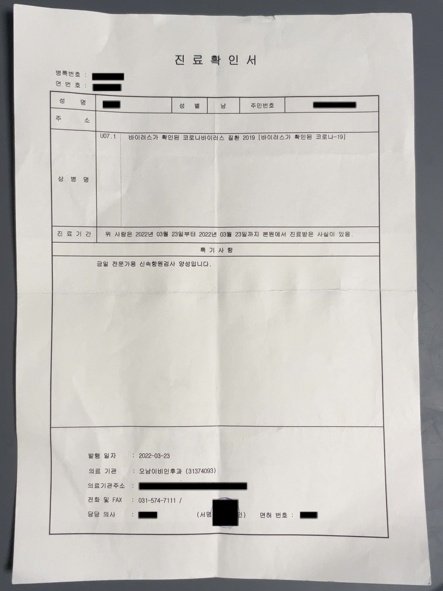 진료확인서
병록번호 :
연 번 호 :
성 명 성 별 남 주민번호
주 소
상 병 명 U07.1 바이러스가 확인된 코로나바이러스 질환 2019 [바이러스가 확인된 코로나-19]
진료기간 위 사람은 2022년 03월 23일부터 2022년 03월 23일까지 본원에서 진료받은 사실이 있음.
특기사항
금일 전문가용 신속항원검사 양성입니다.
발행 일자 : 2022-03-23
의료 기관 : 오남이비인후과 (31374093)
의료기관주소 :
전화 및 FAX : 031-574-7111 /
담당 의사 : (서명 인) 면허 번호 :